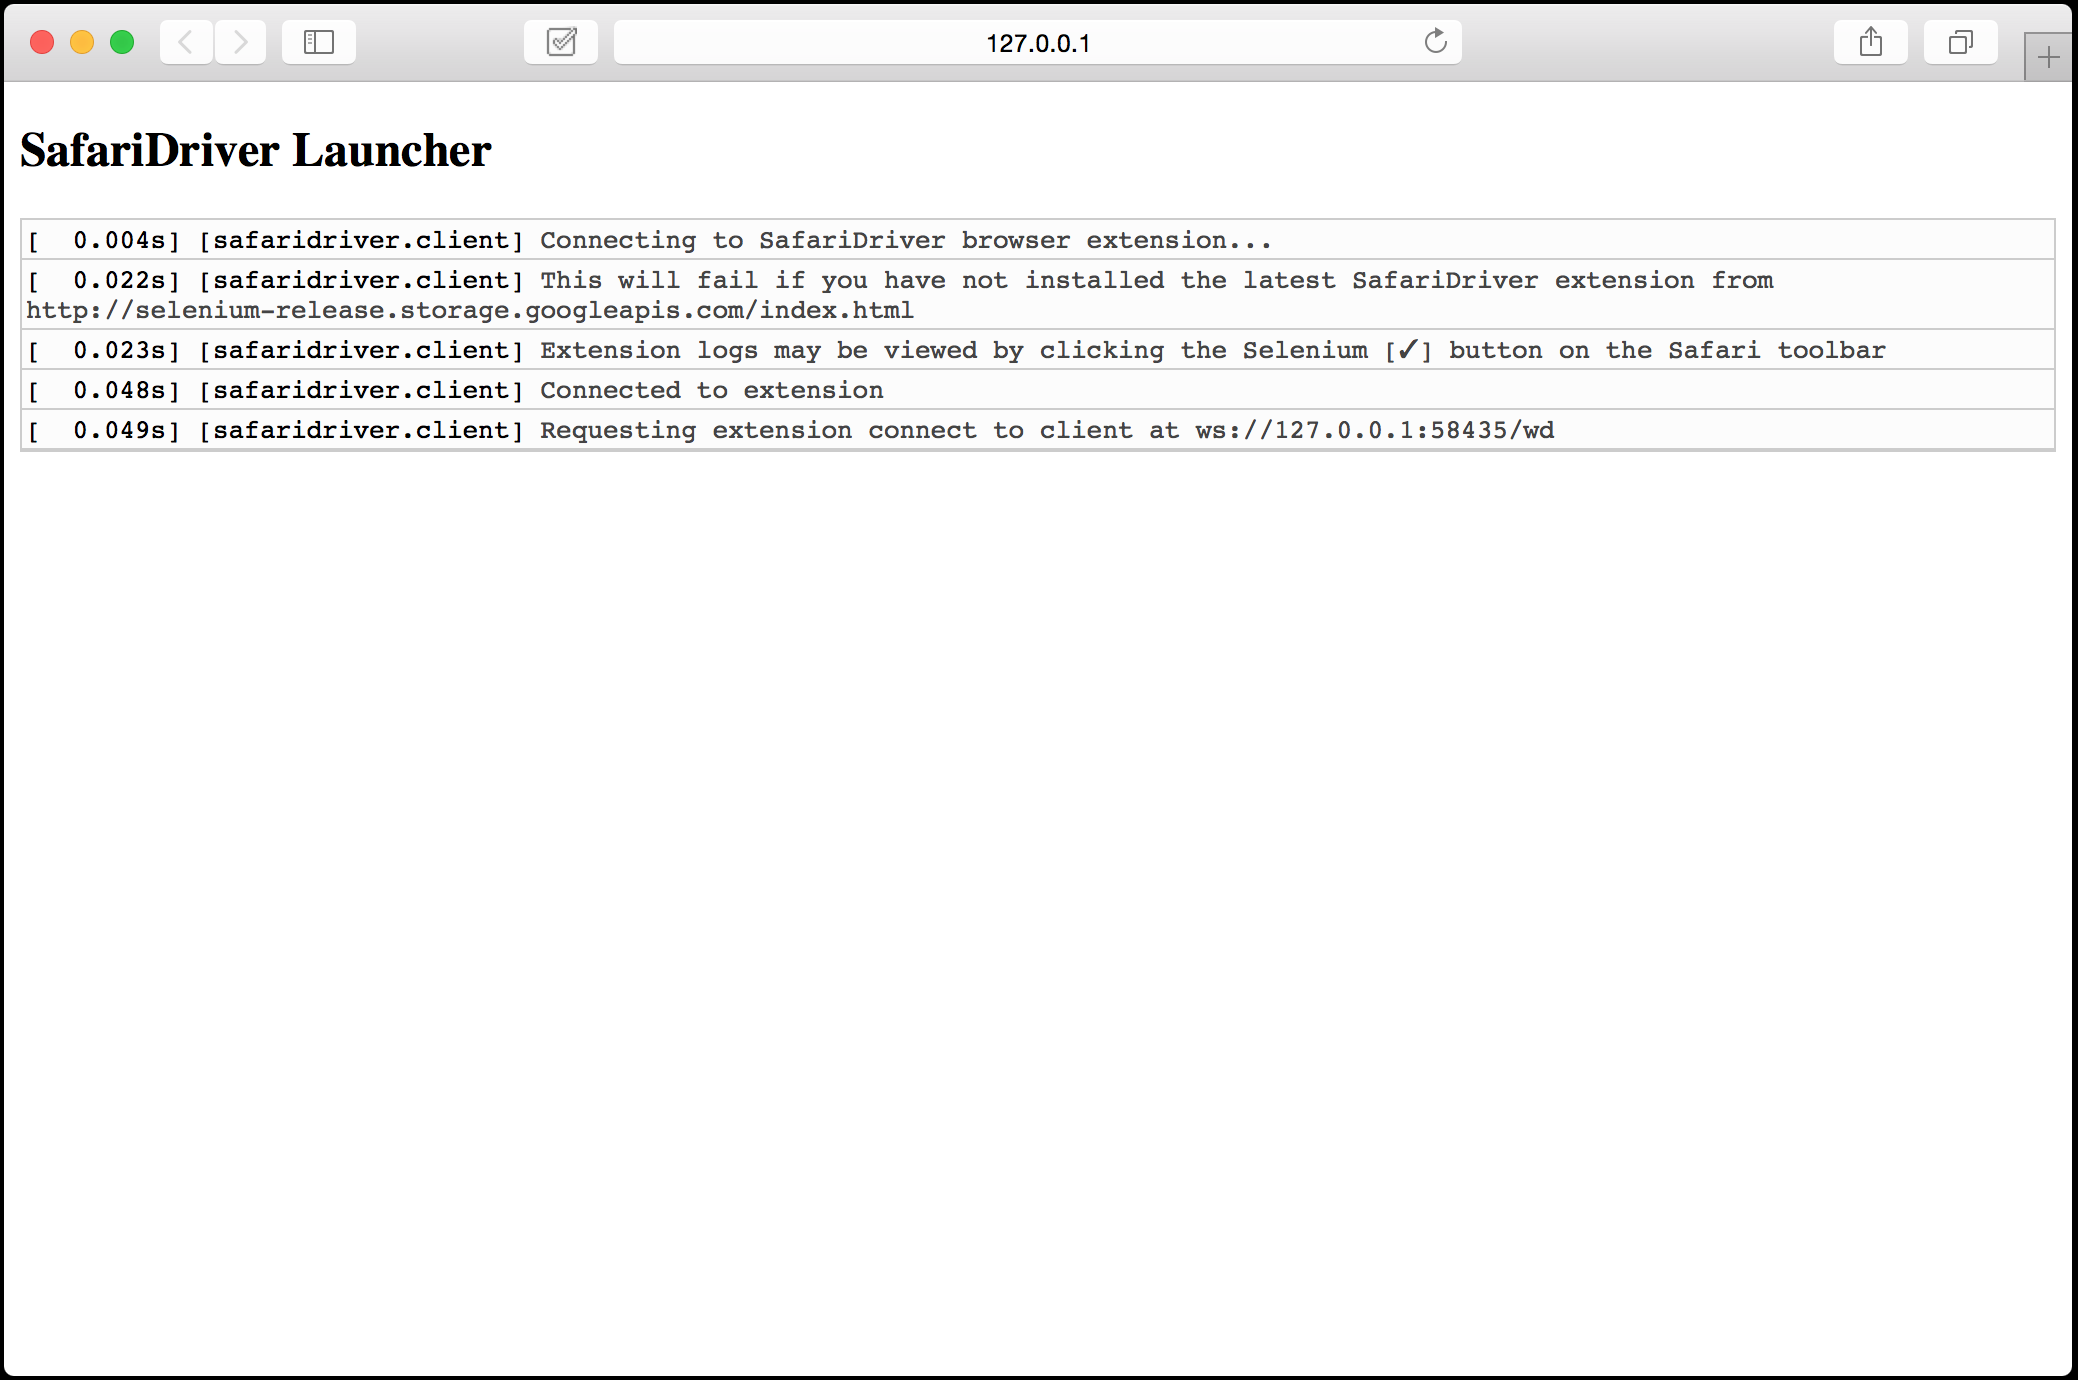 127.0.0.1
SafariDriver Launcher
[  0.004s] [safaridriver.client] Connecting to SafariDriver browser extension...
[  0.022s] [safaridriver.client] This will fail if you have not installed the latest SafariDriver extension from
http://selenium-release.storage.googleapis.com/index.html
[  0.023s] [safaridriver.client] Extension logs may be viewed by clicking the Selenium [✓] button on the Safari toolbar
[  0.048s] [safaridriver.client] Connected to extension
[  0.049s] [safaridriver.client] Requesting extension connect to client at ws://127.0.0.1:58435/wd